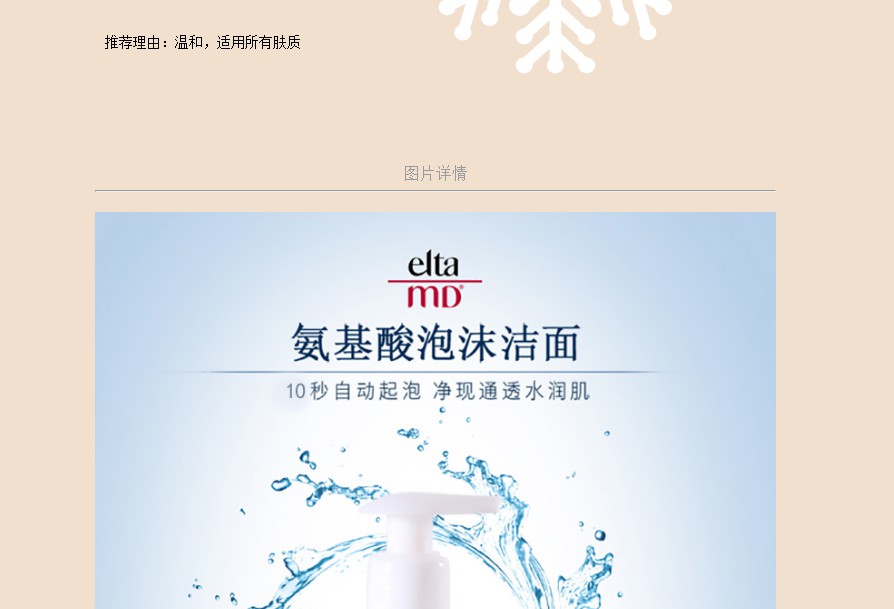 推荐理由：温和，适用所有肤质
图片详情
elta
MD®
氨基酸泡沫洁面
10秒自动起泡 净现通透水润肌